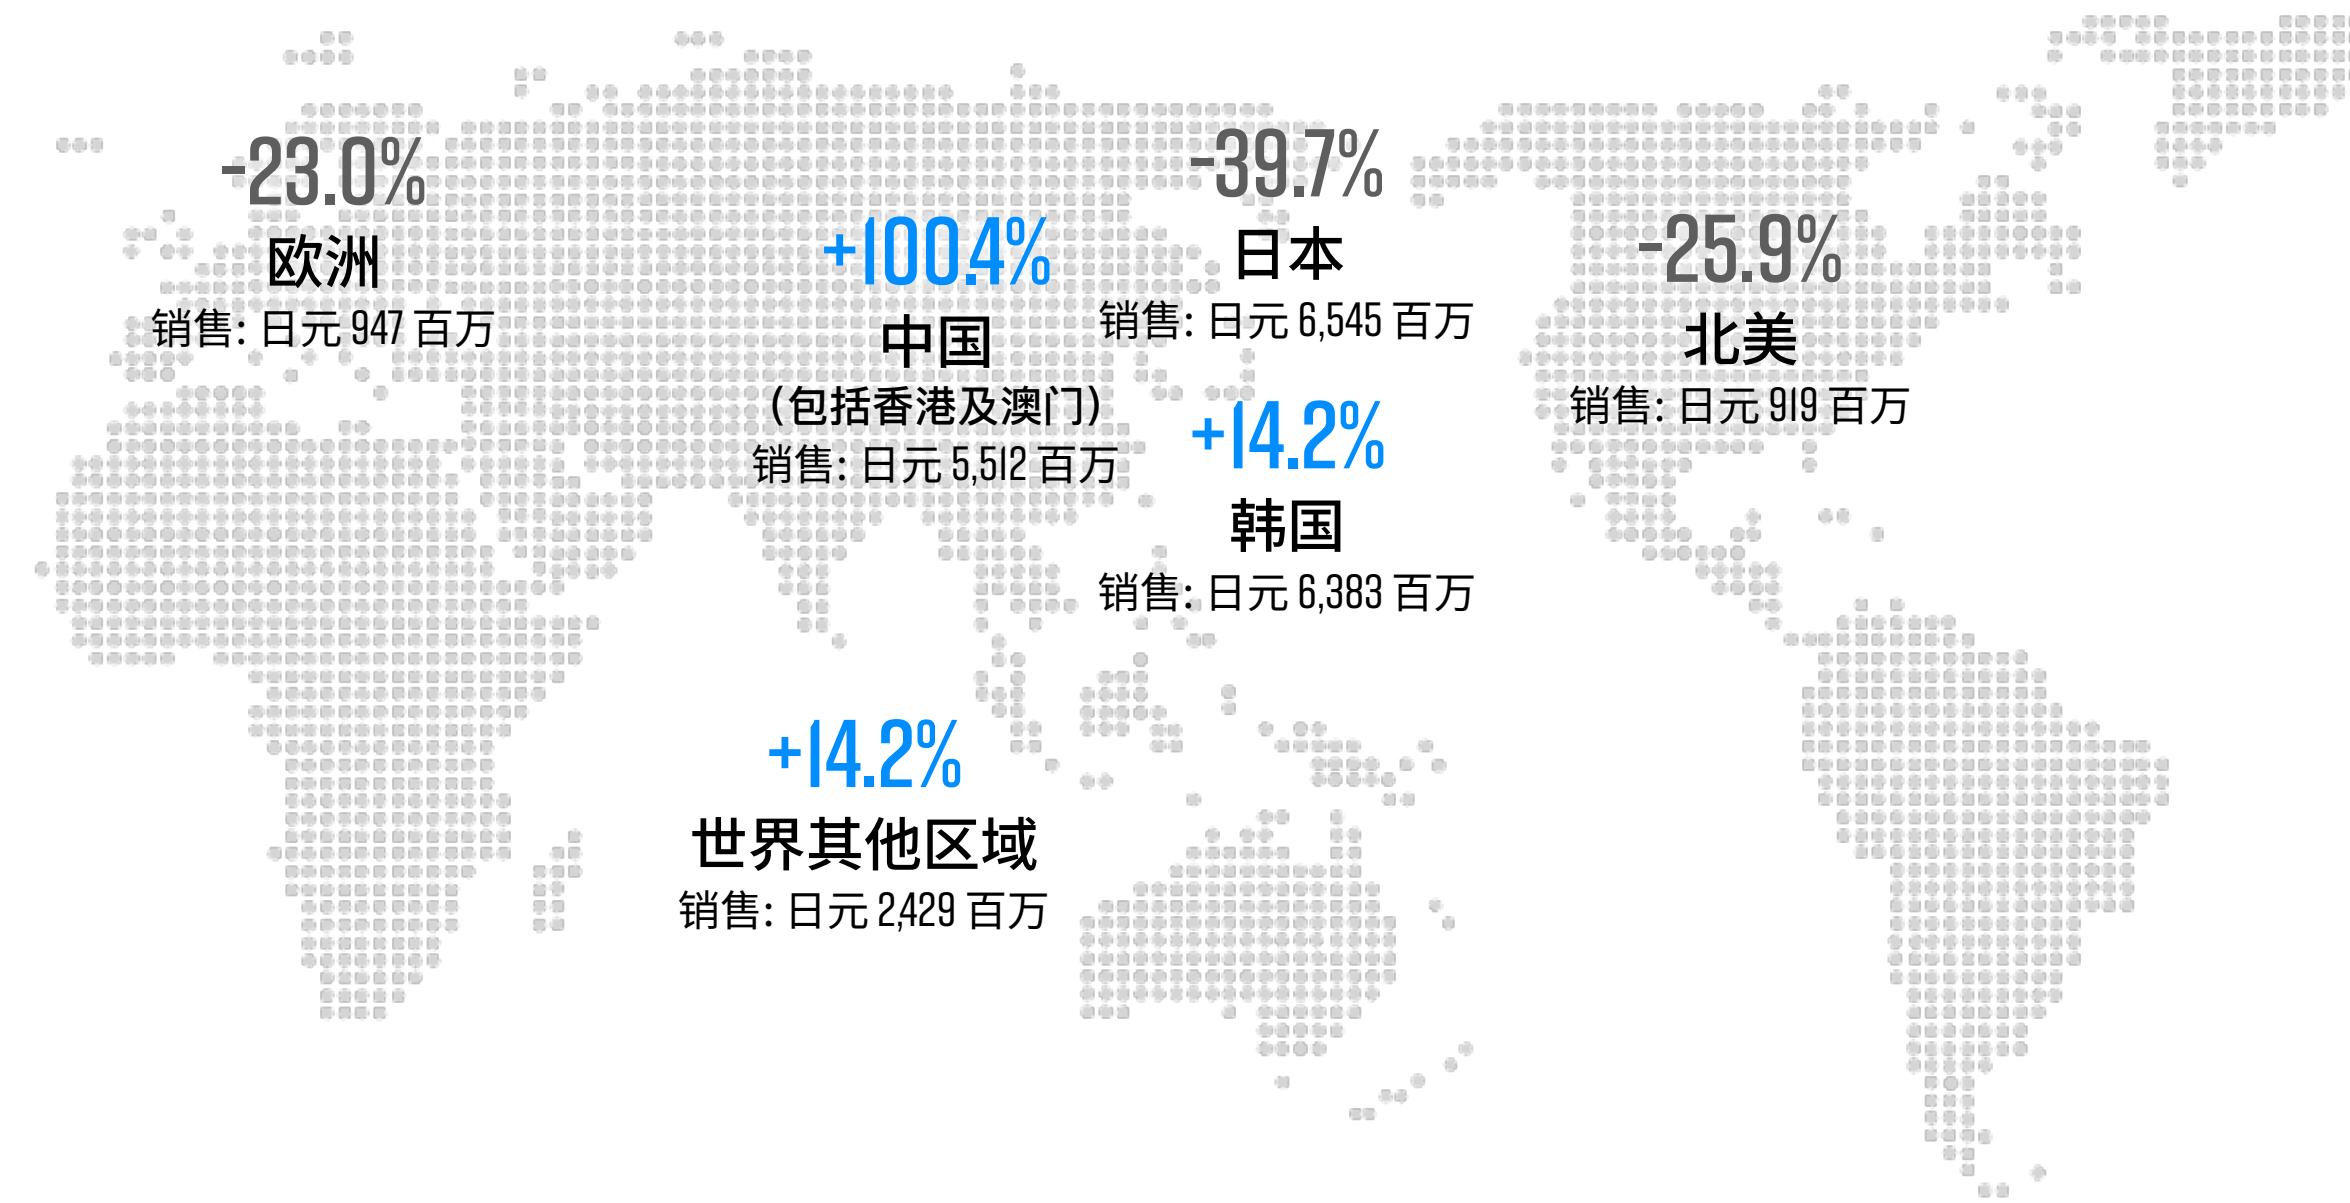 -23.0%
欧洲
销售: 日元 947 百万
+100.4%
中国
(包括香港及澳门)
销售: 日元 5,512 百万
-39.7%
日本
销售: 日元 6,545 百万
+14.2%
韩国
销售: 日元 6,383 百万
-25.9%
北美
销售: 日元 919 百万
+14.2%
世界其他区域
销售: 日元 2,429 百万